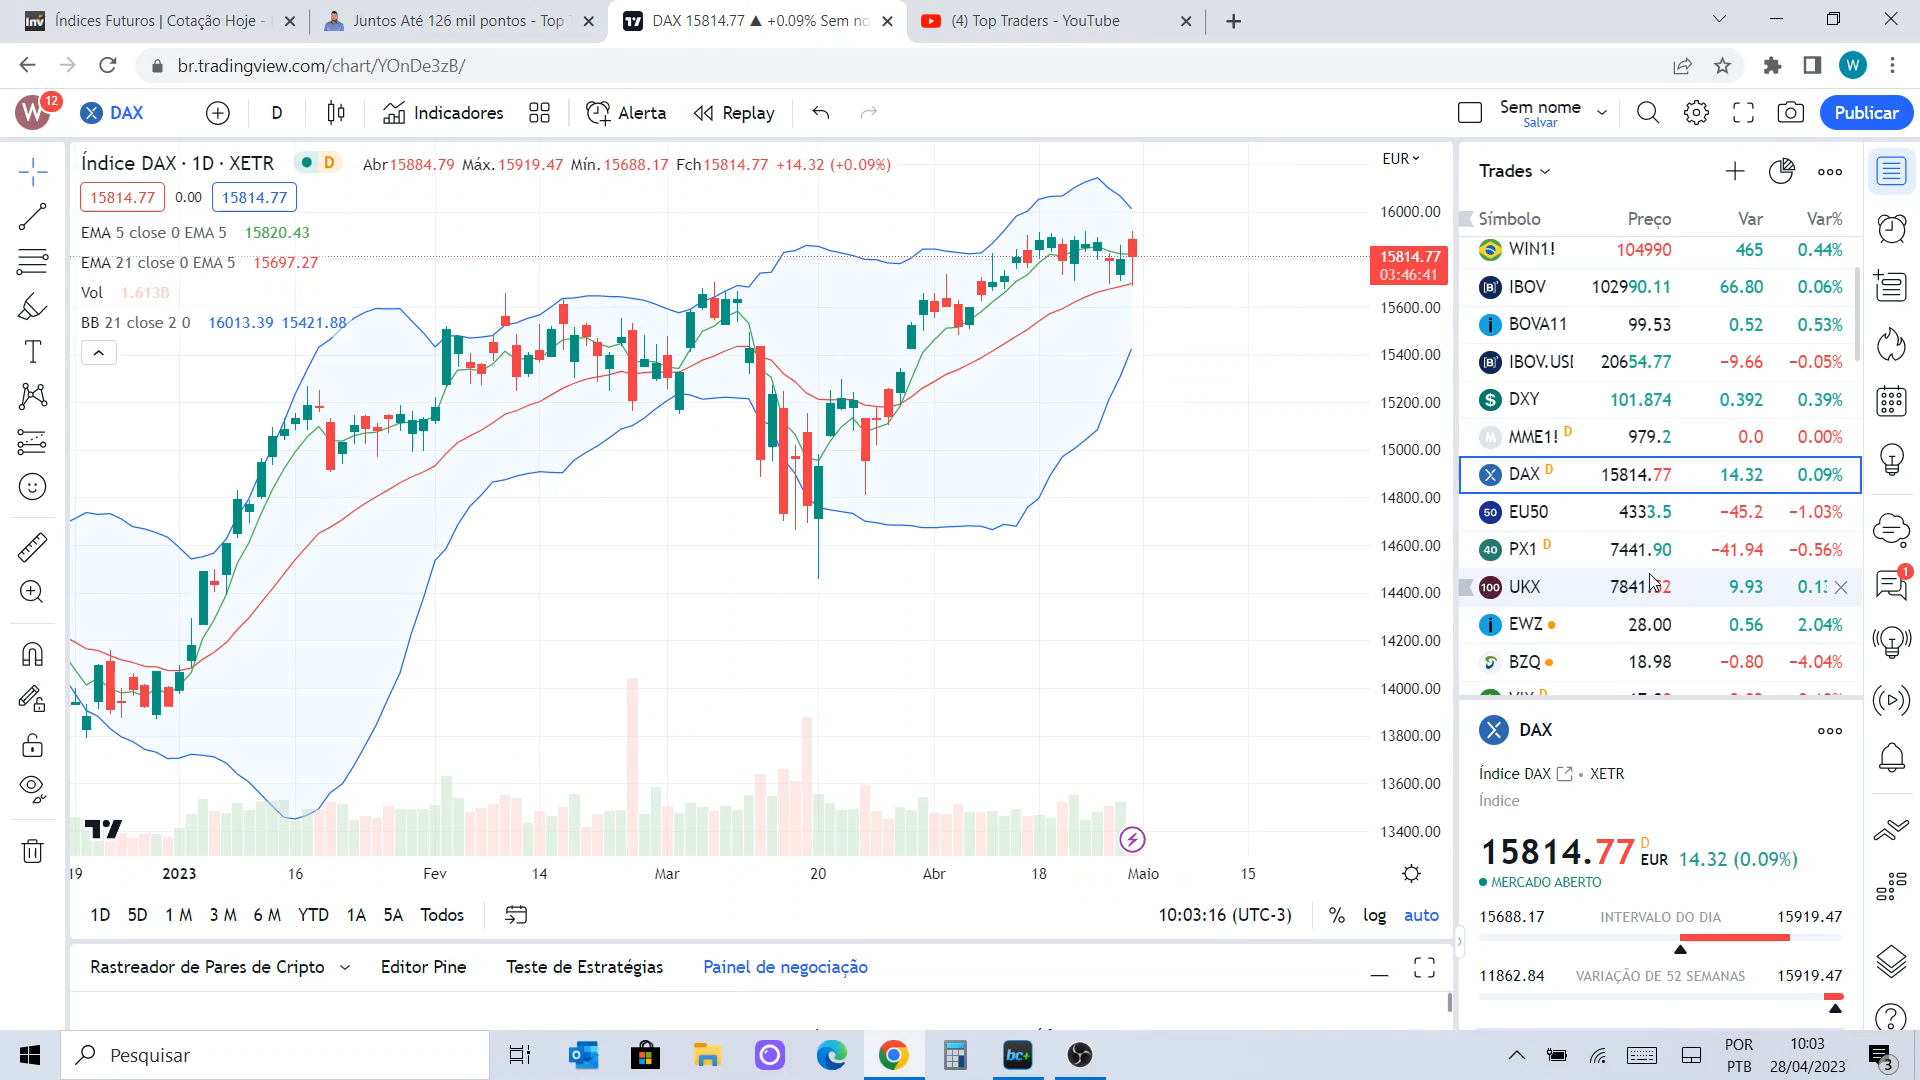 Índices Futuros | Cotação Hoje -
Juntos Até 126 mil pontos - Top
DAX 15814.77 ▲ +0.09% Sem no
(4) Top Traders - YouTube
br.tradingview.com/chart/YOnDe3zB/
W
W
12
DAX
D
Indicadores
Alerta
Replay
Sem nome
Salvar
Publicar
Índice DAX · 1D · XETR
D
Abr15884.79 Máx.15919.47 Mín.15688.17 Fch15814.77 +14.32 (+0.09%)
15814.77 0.00 15814.77
EMA 5 close 0 EMA 5 15820.43
EMA 21 close 0 EMA 5 15697.27
Vol 1.613B
BB 21 close 2 0 16013.39 15421.88
EUR
16000.00
15814.77
03:46:41
15600.00
15400.00
15200.00
15000.00
14800.00
14600.00
14400.00
14200.00
14000.00
13800.00
13600.00
13400.00
19 2023 16 Fev 14 Mar 20 Abr 18 Maio 15
1D 5D 1 M 3 M 6 M YTD 1A 5A Todos
10:03:16 (UTC-3) % log auto
Rastreador de Pares de Cripto Editor Pine Teste de Estratégias Painel de negociação
Trades
Símbolo Preço Var Var%
WIN1! 104990 465 0.44%
IBOV 102990.11 66.80 0.06%
BOVA11 99.53 0.52 0.53%
IBOV.USI 20654.77 −9.66 −0.05%
DXY 101.874 0.392 0.39%
MME1! D 979.2 0.0 0.00%
DAX D 15814.77 14.32 0.09%
50 EU50 4333.5 −45.2 −1.03%
40 PX1 D 7441.90 −41.94 −0.56%
100 UKX 9.93
EWZ 28.00 0.56 2.04%
BZQ 18.98 −0.80 −4.04%
DAX
Índice DAX • XETR
Índice
15814.77 D EUR 14.32 (0.09%)
MERCADO ABERTO
15688.17 INTERVALO DO DIA 15919.47
11862.84 VARIAÇÃO DE 52 SEMANAS 15919.47
1
Pesquisar
bc+
POR
PTB
10:03
28/04/2023
3